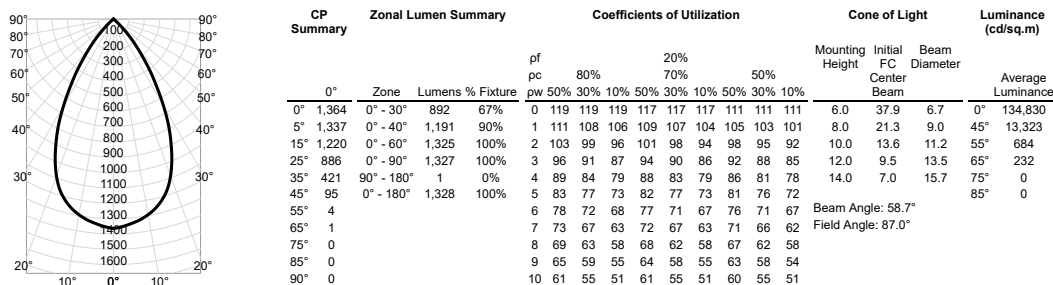 90° 90°
80° 100 80°
70° 200 70°
60° 300 60°
400
50° 500 50°
600
700
40° 800 40°
900
1000
30° 1100 30°
1200
1300
1400
1500
20° 1600 20°
10° 0° 10°
CP Summary
0°
0° 1,364
5° 1,337
15° 1,220
25° 886
35° 421
45° 95
55° 4
65° 1
75° 0
85° 0
90° 0
Zonal Lumen Summary
Zone Lumens % Fixture
0° - 30° 892 67%
0° - 40° 1,191 90%
0° - 60° 1,325 100%
0° - 90° 1,327 100%
90° - 180° 1 0%
0° - 180° 1,328 100%
Coefficients of Utilization
ρf 20%
ρc 80% 70% 50%
ρw 50% 30% 10% 50% 30% 10% 50% 30% 10%
0 119 119 119 117 117 117 111 111 111
1 111 108 106 109 107 104 105 103 101
2 103 99 96 101 98 94 98 95 92
3 96 91 87 94 90 86 92 88 85
4 89 84 79 88 83 79 86 81 78
5 83 77 73 82 77 73 81 76 72
6 78 72 68 77 71 67 76 71 67
7 73 67 63 72 67 63 71 66 62
8 69 63 58 68 62 58 67 62 58
9 65 59 55 64 58 55 63 58 54
10 61 55 51 61 55 51 60 55 51
Cone of Light
Mounting Height Initial FC Center Beam Beam Diameter
6.0 37.9 6.7
8.0 21.3 9.0
10.0 13.6 11.2
12.0 9.5 13.5
14.0 7.0 15.7
Beam Angle: 58.7°
Field Angle: 87.0°
Luminance
(cd/sq.m)
Average
Luminance
0° 134,830
45° 13,323
55° 684
65° 232
75° 0
85° 0